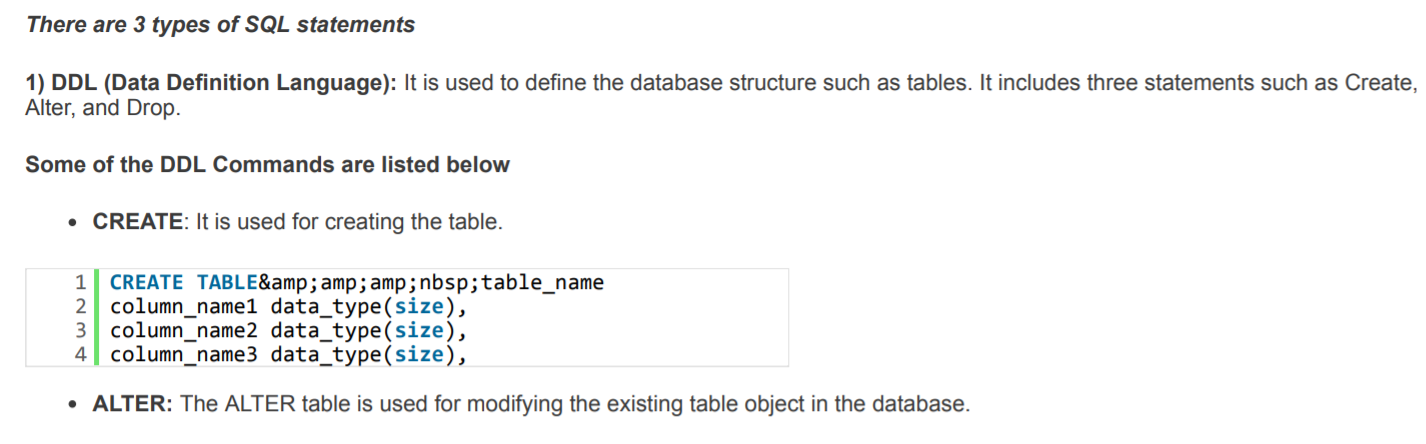 There are 3 types of SQL statements
1) DDL (Data Definition Language): It is used to define the database structure such as tables. It includes three statements such as Create,
Alter, and Drop.
Some of the DDL Commands are listed below
• CREATE: It is used for creating the table.
1 CREATE TABLE&amp;amp;amp;nbsp;table_name
2 column_name1 data_type(size),
3 column_name2 data_type(size),
4 column_name3 data_type(size),
• ALTER: The ALTER table is used for modifying the existing table object in the database.